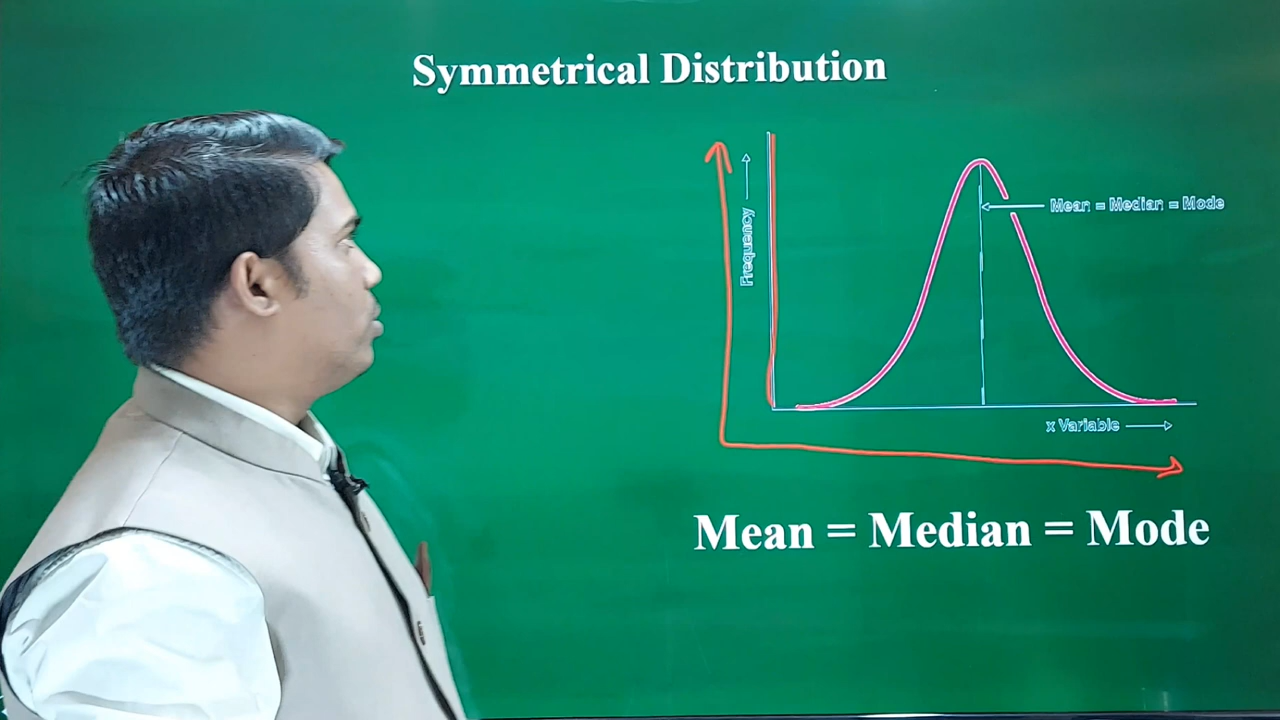 Symmetrical Distribution
Frequency
Mean = Median = Mode
x Variable
Mean = Median = Mode